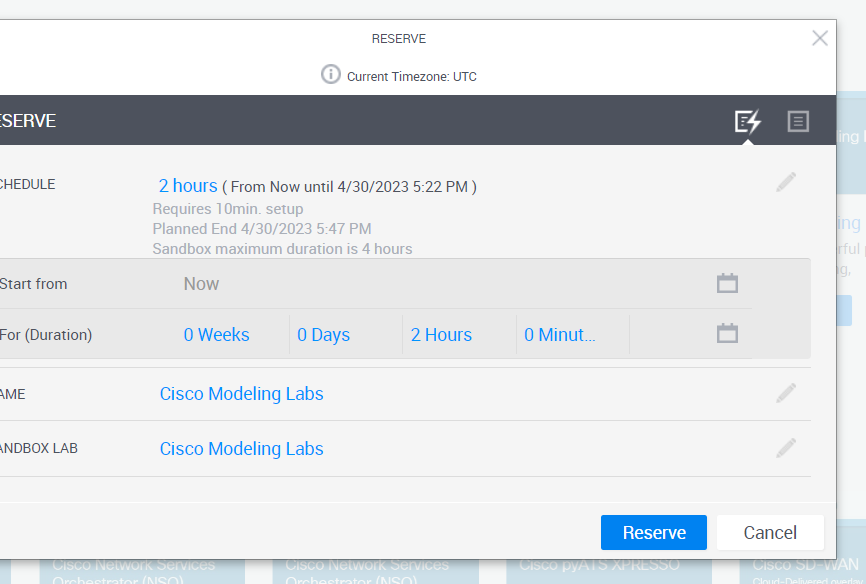 RESERVE
Current Timezone: UTC
ESERVE
CHEDULE
2 hours ( From Now until 4/30/2023 5:22 PM )
Requires 10min. setup
Planned End 4/30/2023 5:47 PM
Sandbox maximum duration is 4 hours
Start from
Now
For (Duration)
0 Weeks
0 Days
2 Hours
0 Minut...
AME
Cisco Modeling Labs
ANDBOX LAB
Cisco Modeling Labs
Reserve
Cancel
ing
ing
rful
Cisco Network Services
Orchestrator (NSO)
Cisco Network Services
Orchestrator (NSO)
Cisco pyATS XPRESSO
Cisco SD-WAN
Cloud-Delivered